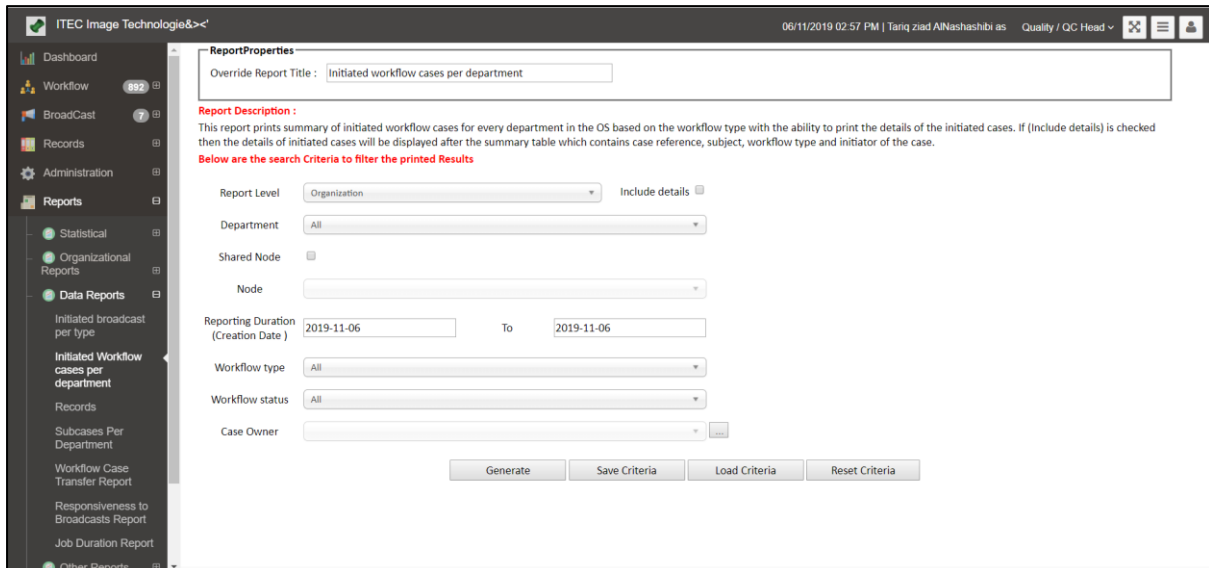 ITEC Image Technologie&><'
06/11/2019 02:57 PM | Tariq ziad AlNashashibi as Quality / QC Head
Dashboard
Workflow 892
BroadCast 7
Records
Administration
Reports
Statistical
Organizational
Reports
Data Reports
Initiated broadcast
per type
Initiated Workflow
cases per
department
Records
Subcases Per
Department
Workflow Case
Transfer Report
Responsiveness to
Broadcasts Report
Job Duration Report
Other Reports
ReportProperties
Override Report Title : Initiated workflow cases per department
Report Description :
This report prints summary of initiated workflow cases for every department in the OS based on the workflow type with the ability to print the details of the initiated cases. If (Include details) is checked
then the details of initiated cases will be displayed after the summary table which contains case reference, subject, workflow type and initiator of the case.
Below are the search Criteria to filter the printed Results
Report Level Organization Include details
Department All
Shared Node
Node
Reporting Duration
(Creation Date ) 2019-11-06 To 2019-11-06
Workflow type All
Workflow status All
Case Owner ...
Generate Save Criteria Load Criteria Reset Criteria